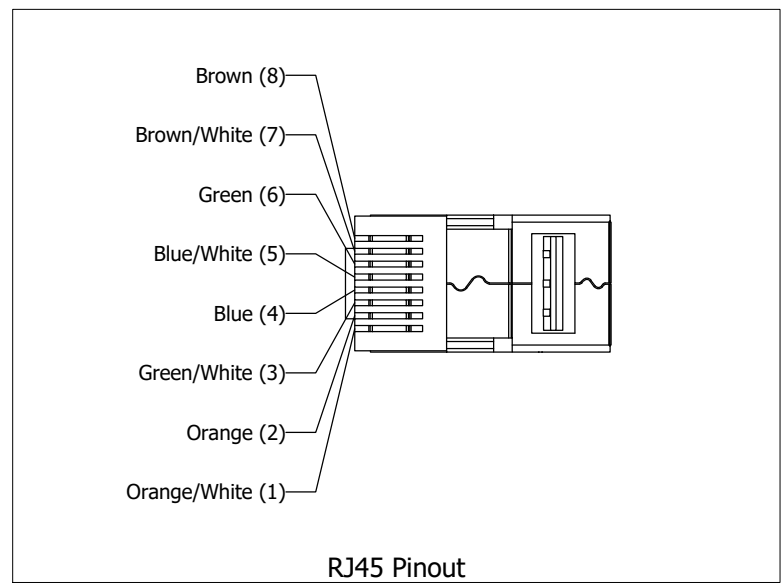 Brown (8)
Brown/White (7)
Green (6)
Blue/White (5)
Blue (4)
Green/White (3)
Orange (2)
Orange/White (1)
RJ45 Pinout